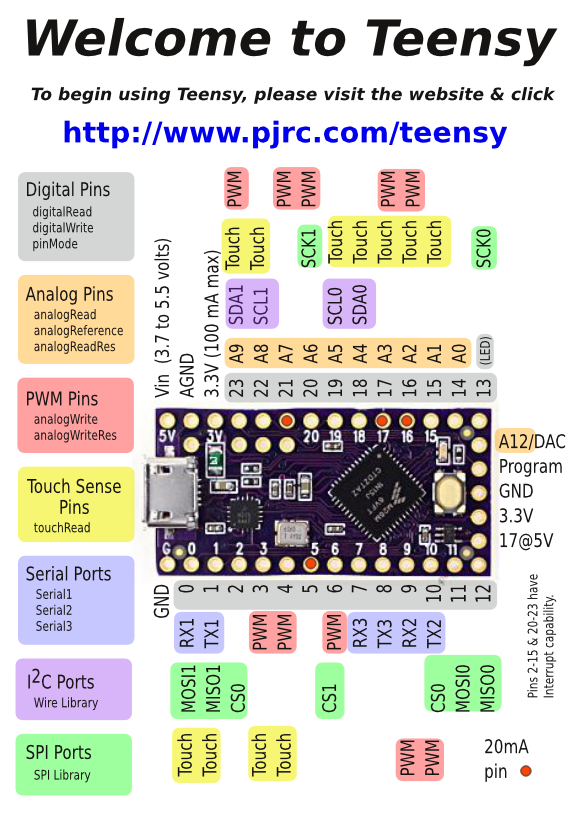 Welcome to Teensy
To begin using Teensy, please visit the website & click
http://www.pjrc.com/teensy
Digital Pins
digitalRead
digitalWrite
pinMode
Analog Pins
analogRead
analogReference
analogReadRes
PWM Pins
analogWrite
analogWriteRes
Touch Sense
Pins
touchRead
Serial Ports
Serial1
Serial2
Serial3
I2C Ports
Wire Library
SPI Ports
SPI Library
PWM PWM PWM PWM PWM
Touch Touch SCK1 Touch Touch Touch Touch Touch SCK0
SDA1 SCL1 SCL0 SDA0
Vin (3.7 to 5.5 volts)
AGND
3.3V (100 mA max)
A9 A8 A7 A6 A5 A4 A3 A2 A1 A0 (LED)
23 22 21 20 19 18 17 16 15 14 13
5V 3V 20 19 18 17 16 15
A12/DAC
Program
GND
3.3V
17@5V
G 0 1 2 3 4 5 6 7 8 9 10 11
GND 0 1 2 3 4 5 6 7 8 9 10 11 12
RX1 TX1 PWM PWM PWM RX3 TX3 RX2 TX2
MOSI1 MISO1 CS0 CS1 CS0 MOSI0 MISO0
Touch Touch Touch Touch PWM PWM
Pins 2-15 & 20-23 have
Interrupt capability.
20mA
pin